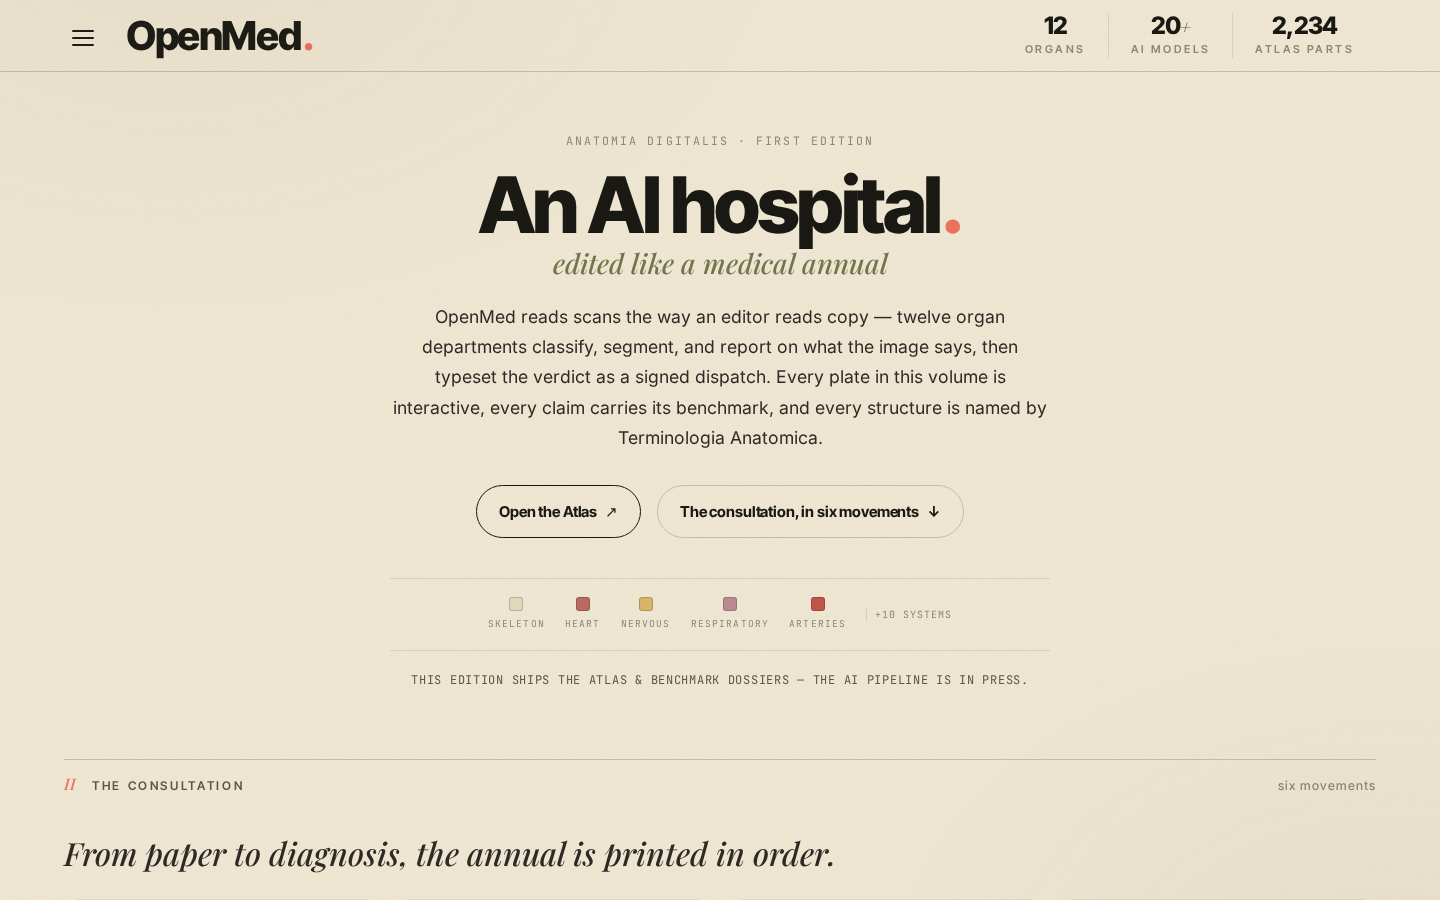 OpenMed.
12
ORGANS
20+
AI MODELS
2,234
ATLAS PARTS
ANATOMIA DIGITALIS · FIRST EDITION
An AI hospital.
edited like a medical annual
OpenMed reads scans the way an editor reads copy — twelve organ
departments classify, segment, and report on what the image says, then
typeset the verdict as a signed dispatch. Every plate in this volume is
interactive, every claim carries its benchmark, and every structure is named by
Terminologia Anatomica.
Open the Atlas ↗
The consultation, in six movements ↓
SKELETON
HEART
NERVOUS
RESPIRATORY
ARTERIES
+10 SYSTEMS
THIS EDITION SHIPS THE ATLAS & BENCHMARK DOSSIERS — THE AI PIPELINE IS IN PRESS.
II THE CONSULTATION
six movements
From paper to diagnosis, the annual is printed in order.